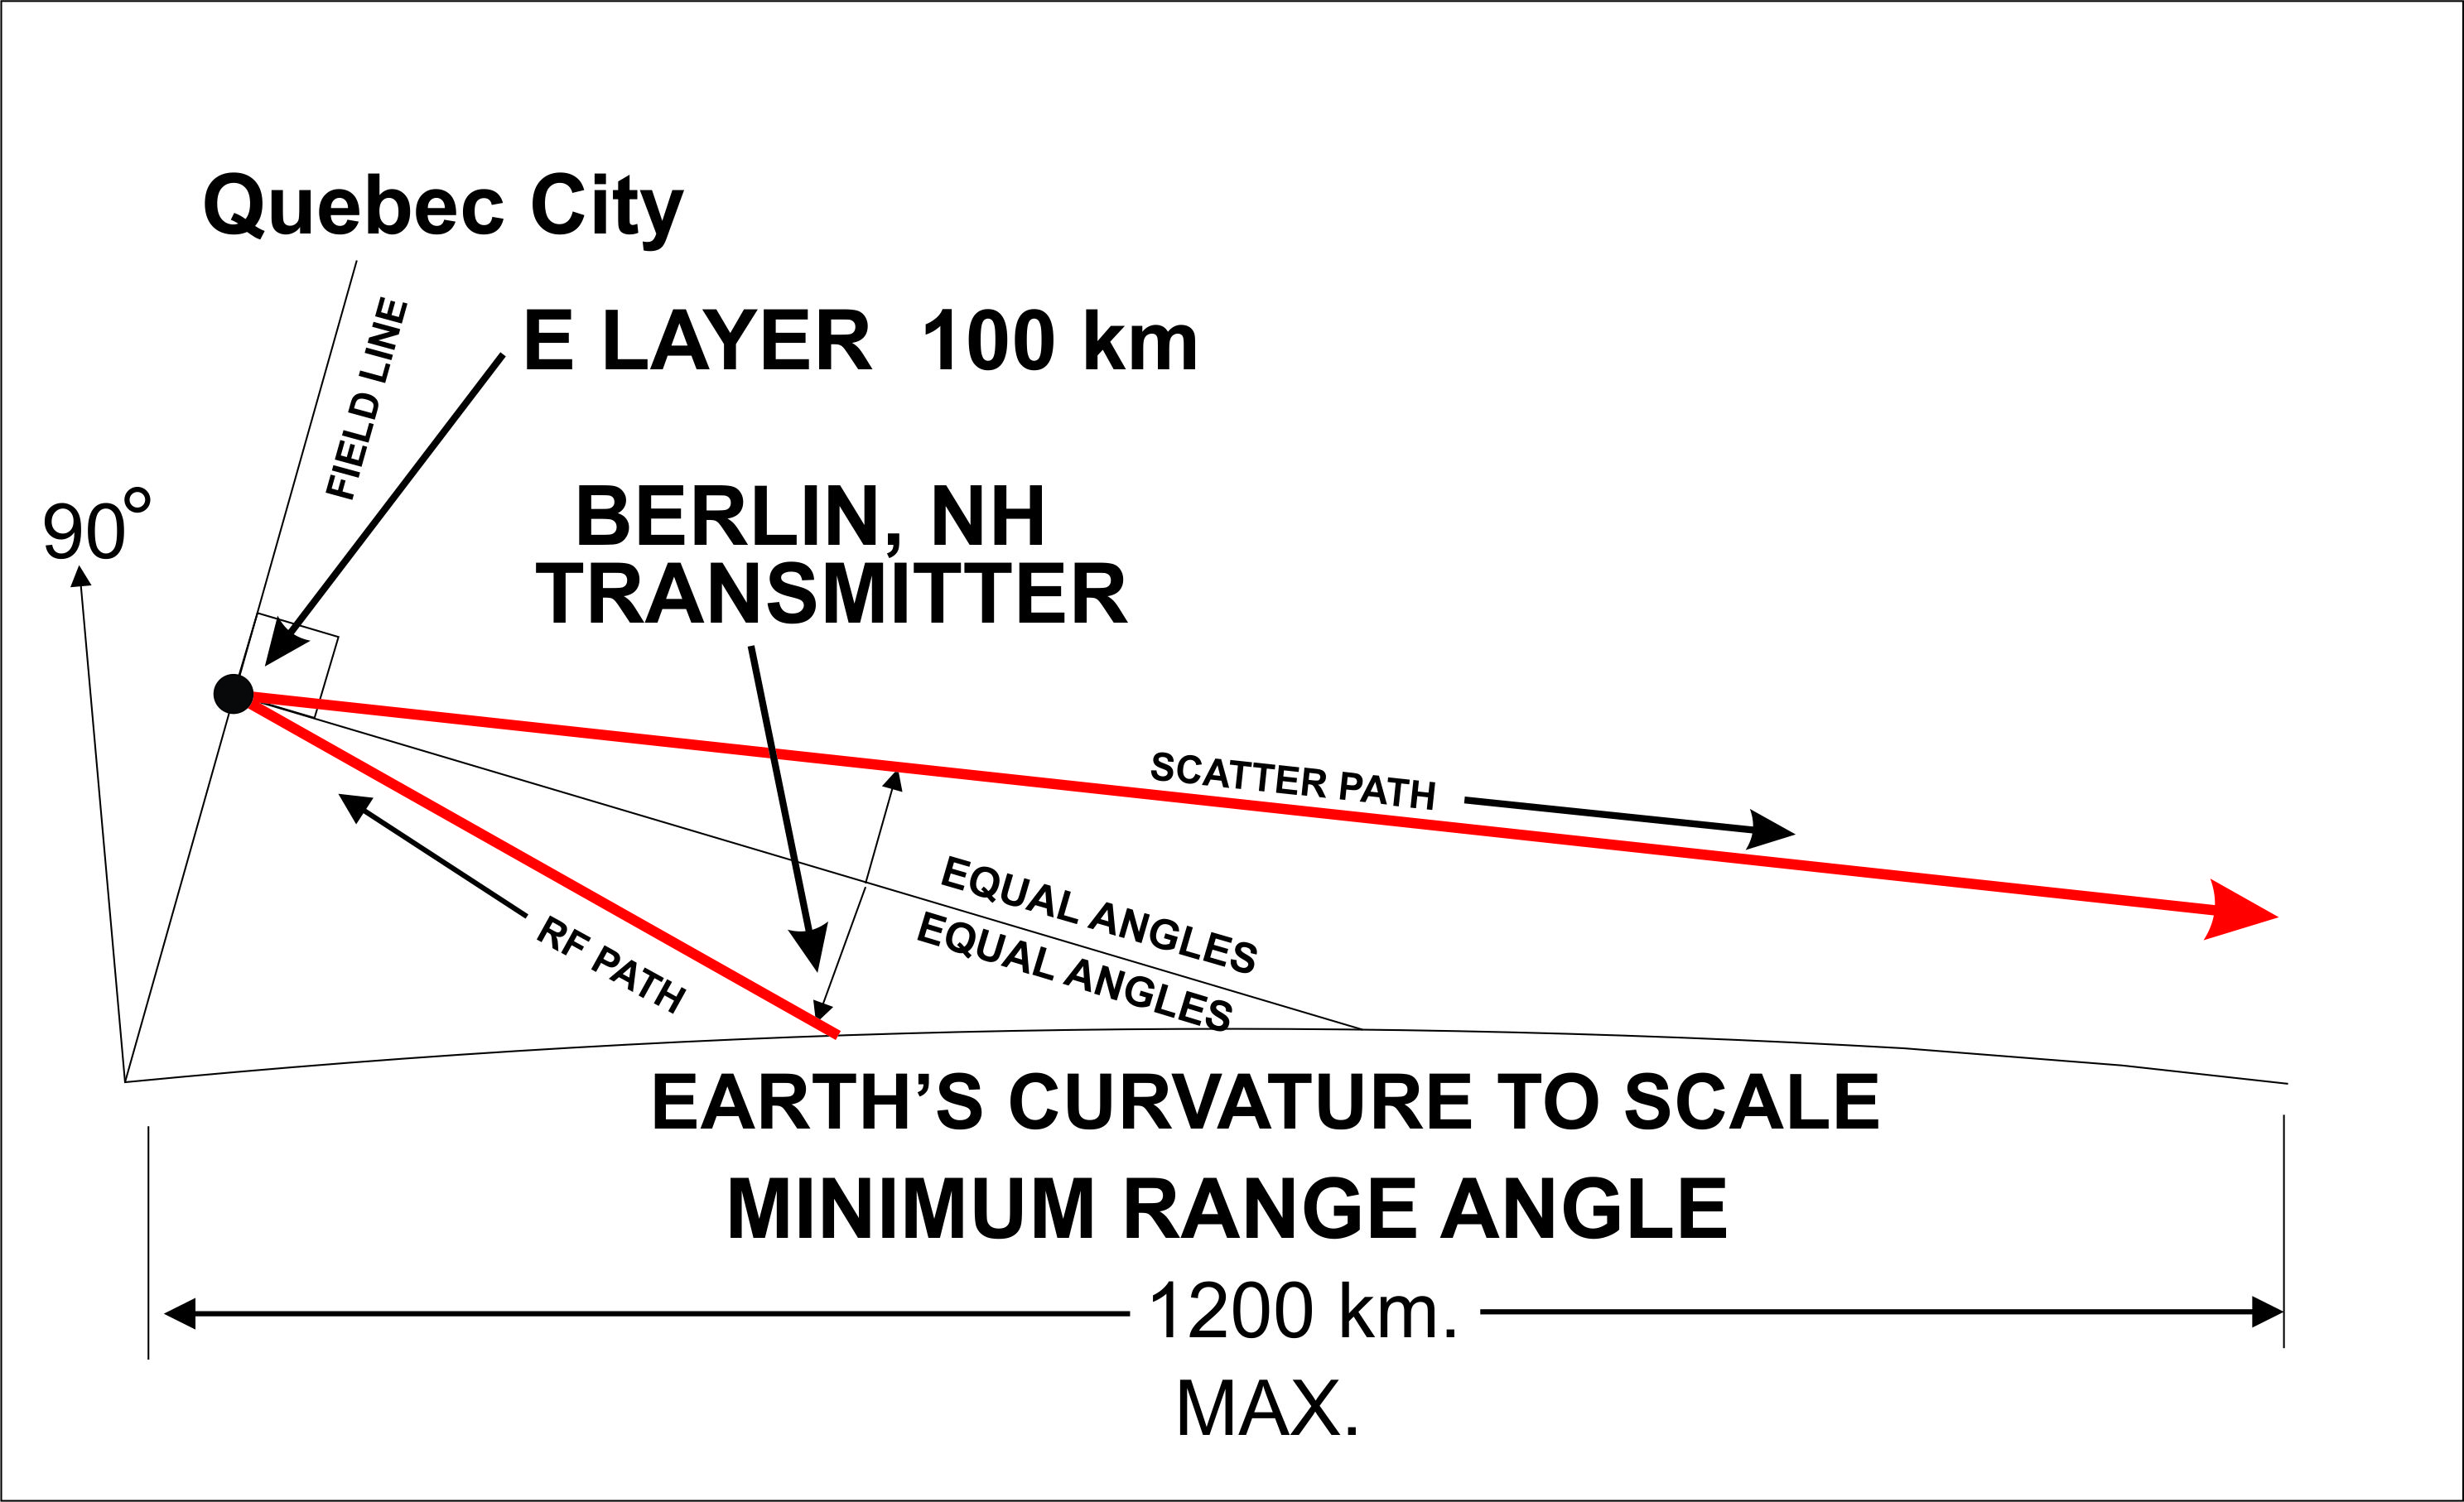 Quebec City
FIELD LINE
E LAYER  100 km
90°
BERLIN, NH
TRANSMITTER
SCATTER PATH
EQUAL ANGLES
EQUAL ANGLES
RF PATH
EARTH’S CURVATURE TO SCALE
MINIMUM RANGE ANGLE
1200 km.
MAX.